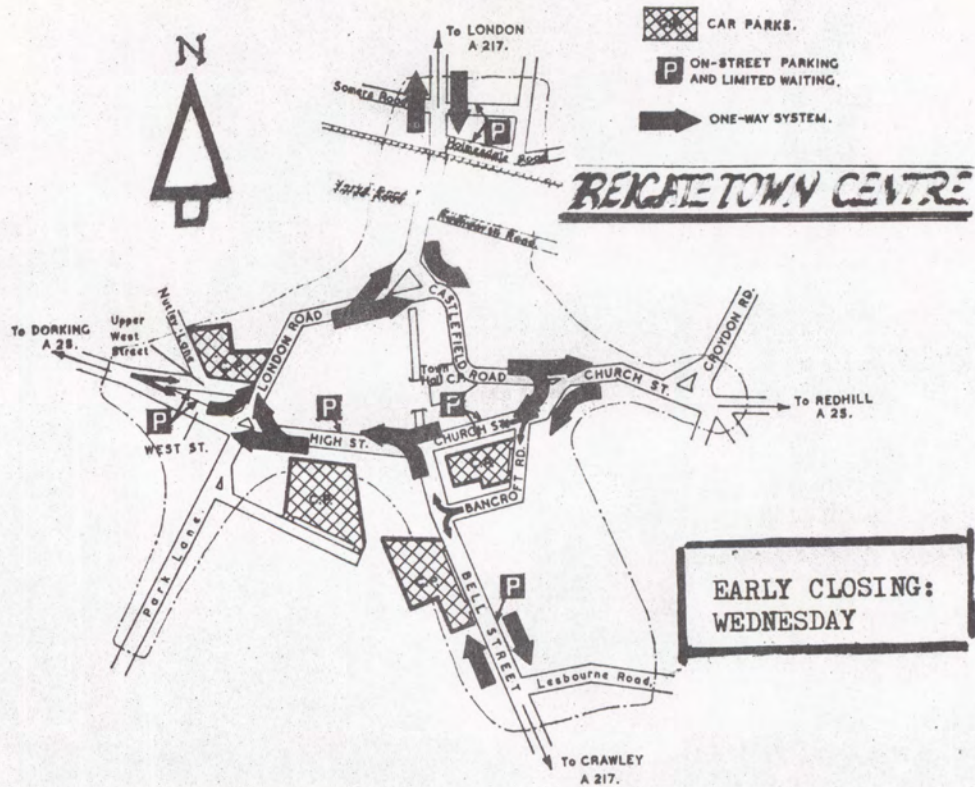 N
To LONDON
A 217.
C.P.
CAR PARKS.
P
ON-STREET PARKING
AND LIMITED WAITING.
ONE-WAY SYSTEM.
Somers Road
P
Holmesdale Road
REIGATE TOWN CENTRE
To DORKING
A 25.
Nutley Lane
Upper
West
Street
LONDON ROAD
CASTLEFIELD
ROAD
CROYDON RD.
CHURCH ST.
To REDHILL
A 25.
Town
Hall C.P.
P
P
P
WEST ST.
HIGH ST.
CHURCH ST.
C.P.
BANCROFT RD.
C.P.
Park Lane.
C.P.
P
BELL STREET
Lesbourne Road.
EARLY CLOSING:
WEDNESDAY
To CRAWLEY
A 217.